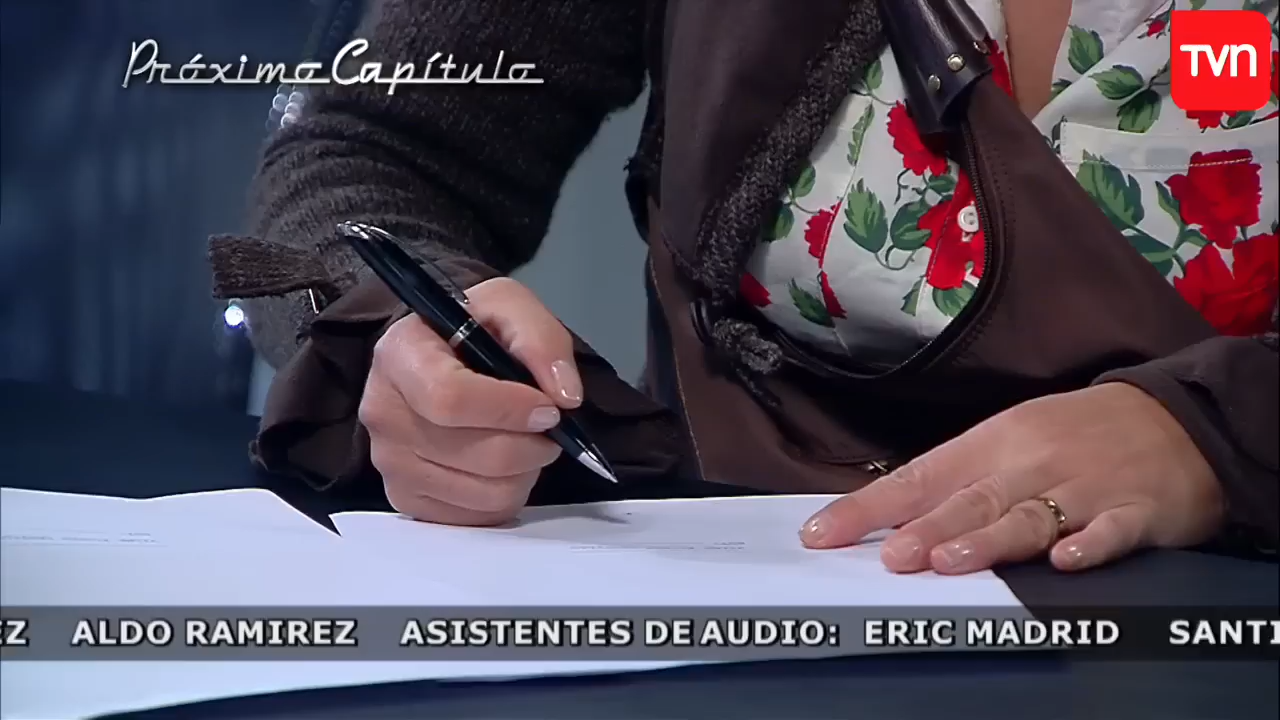 Próximo Capítulo
TVN
EZ ALDO RAMIREZ ASISTENTES DE AUDIO: ERIC MADRID SANTI